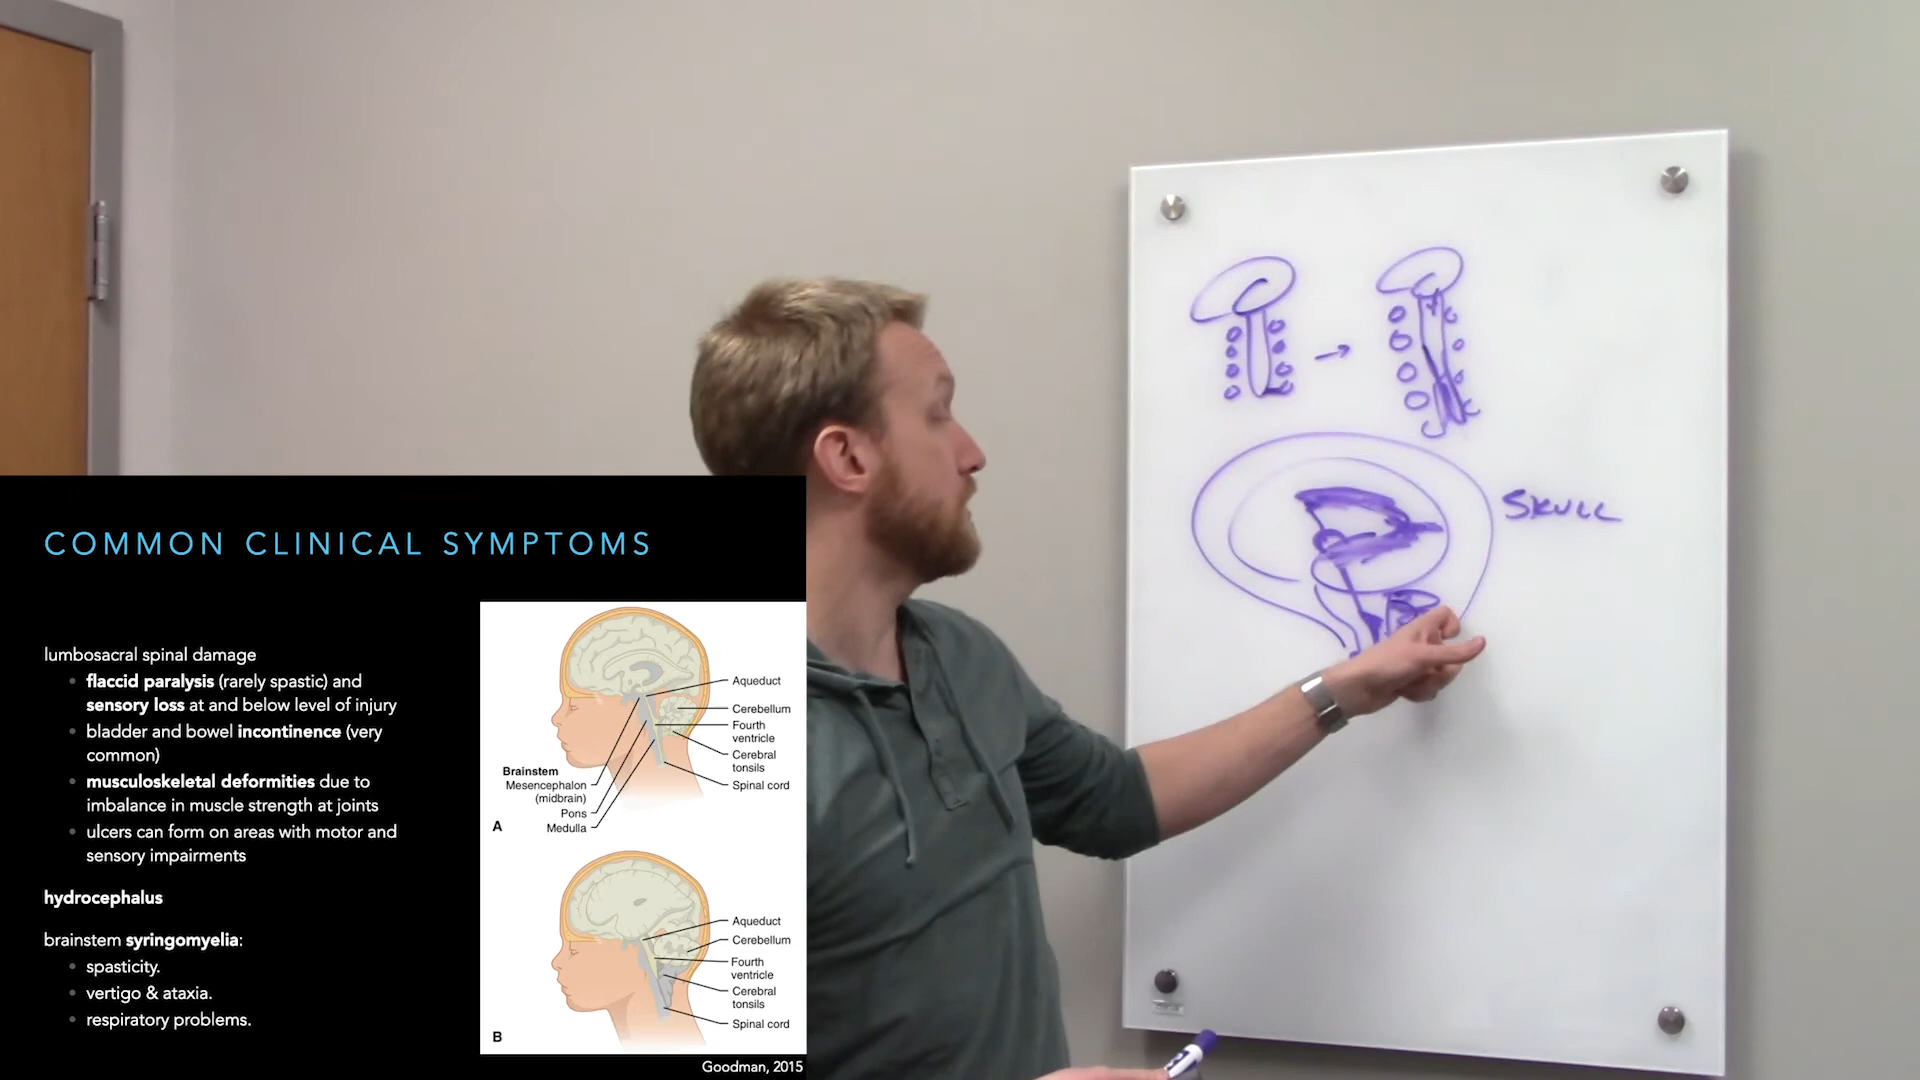 SKULL
COMMON CLINICAL SYMPTOMS
lumbosacral spinal damage
• flaccid paralysis (rarely spastic) and
sensory loss at and below level of injury
• bladder and bowel incontinence (very
common)
• musculoskeletal deformities due to
imbalance in muscle strength at joints
• ulcers can form on areas with motor and
sensory impairments
hydrocephalus
brainstem syringomyelia:
• spasticity.
• vertigo & ataxia.
• respiratory problems.
Aqueduct
Cerebellum
Fourth
ventricle
Cerebral
tonsils
Spinal cord
Brainstem
Mesencephalon
(midbrain)
Pons
Medulla
A
Aqueduct
Cerebellum
Fourth
ventricle
Cerebral
tonsils
Spinal cord
B
Goodman, 2015